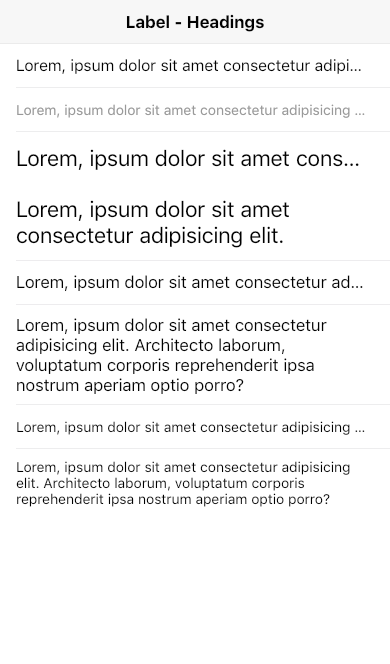 Label - Headings
Lorem, ipsum dolor sit amet consectetur adipi...
Lorem, ipsum dolor sit amet consectetur adipisicing ...
Lorem, ipsum dolor sit amet cons...
Lorem, ipsum dolor sit amet
consectetur adipisicing elit.
Lorem, ipsum dolor sit amet consectetur ad...
Lorem, ipsum dolor sit amet consectetur
adipisicing elit. Architecto laborum,
voluptatum corporis reprehenderit ipsa
nostrum aperiam optio porro?
Lorem, ipsum dolor sit amet consectetur adipisicing ...
Lorem, ipsum dolor sit amet consectetur adipisicing
elit. Architecto laborum, voluptatum corporis
reprehenderit ipsa nostrum aperiam optio porro?